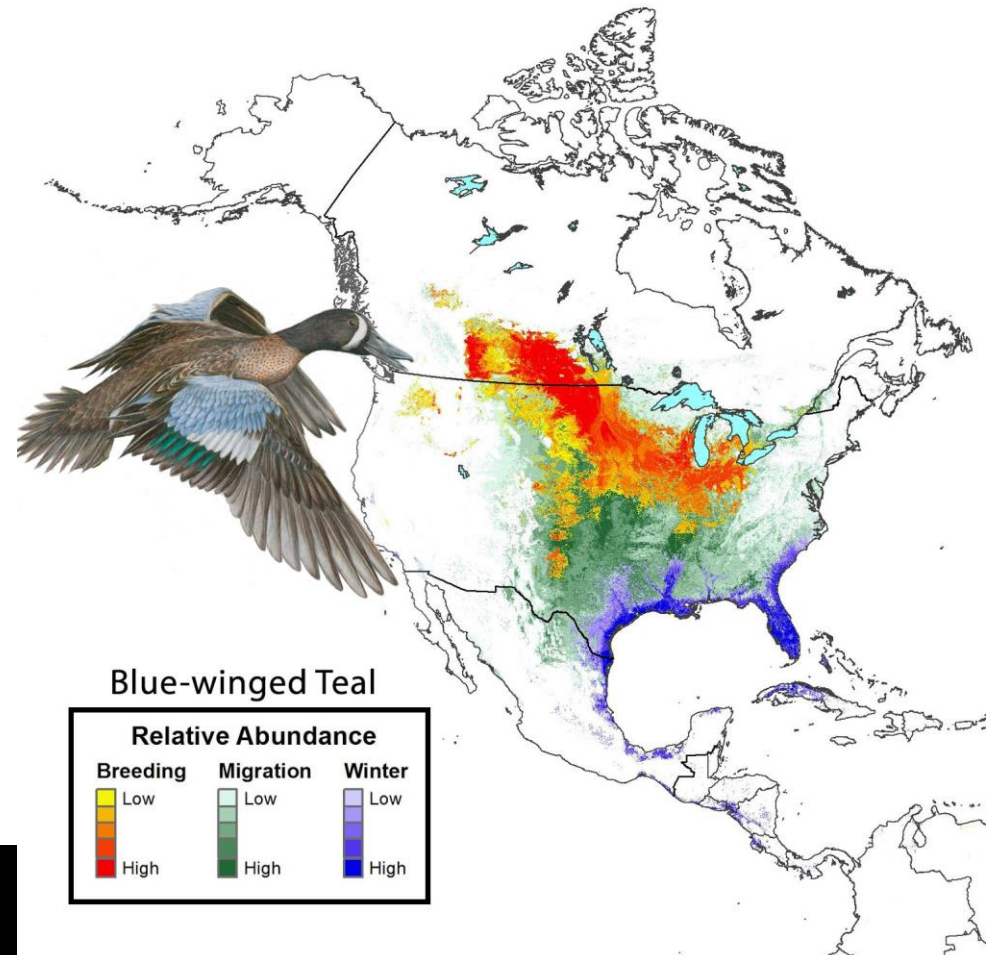 Blue-winged Teal
Relative Abundance
Breeding Migration Winter
Low Low Low
High High High